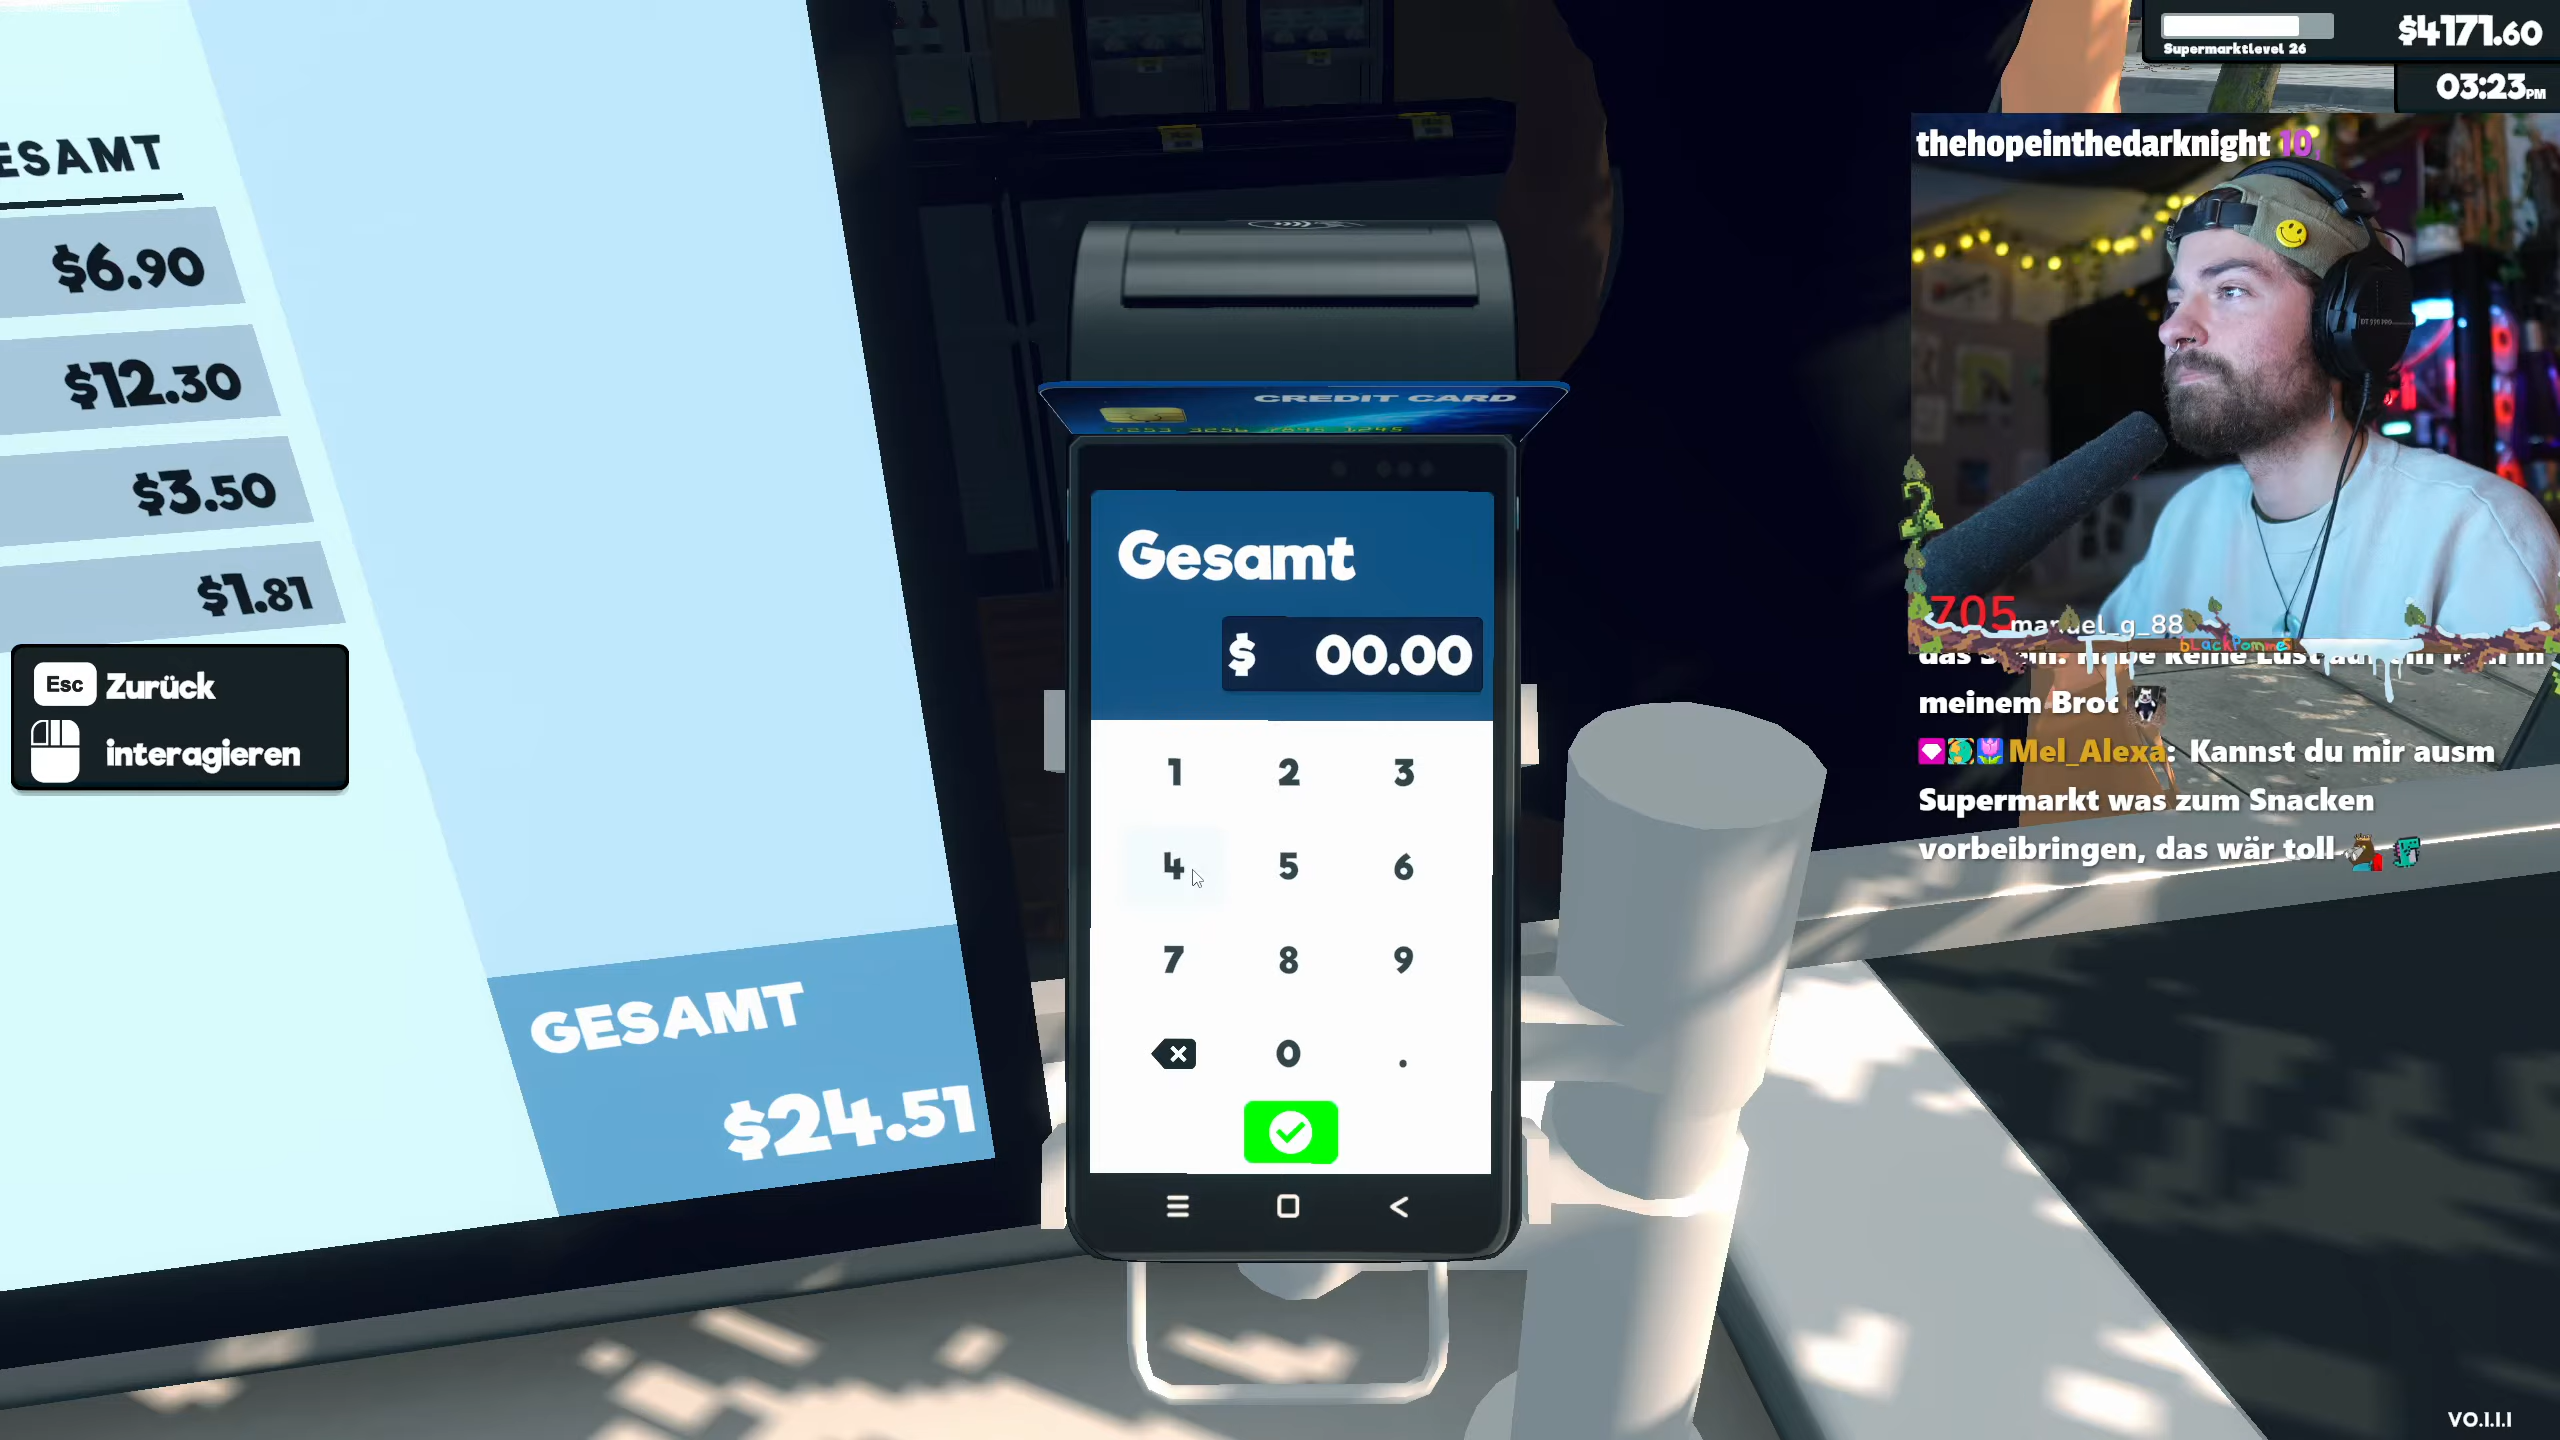 Supermarktlevel 26
$4171.60
03:23PM
ESAMT
$6.90
$12.30
$3.50
$1.81
Esc Zurück
interagieren
GESAMT
$24.51
CREDIT CARD
Gesamt
$ 00.00
1 2 3
4 5 6
7 8 9
0 .
thehopeinthedarknight 10
705
manuel_g_88
meinem Brot
Mel_Alexa: Kannst du mir ausm
Supermarkt was zum Snacken
vorbeibringen, das wär toll
V0.1.1.1